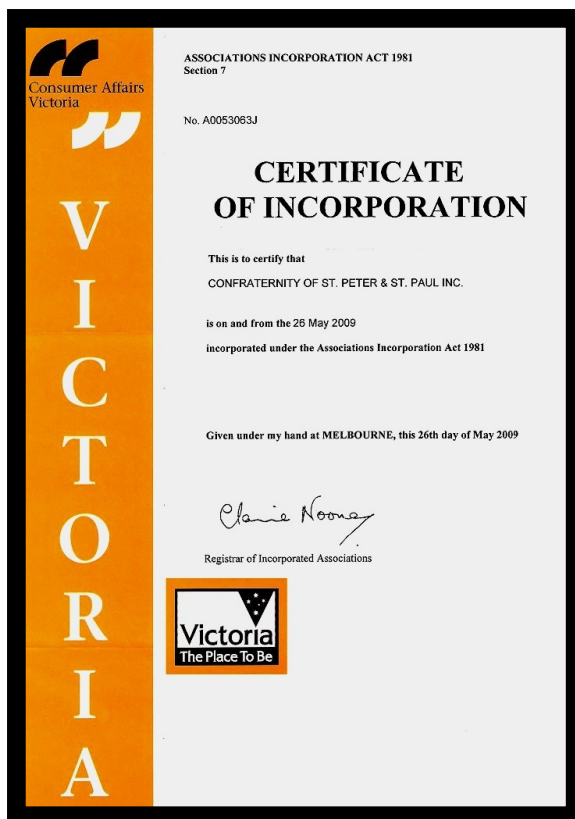 Consumer Affairs
Victoria
VICTORIA
ASSOCIATIONS INCORPORATION ACT 1981
Section 7
No. A0053063J
CERTIFICATE
OF INCORPORATION
This is to certify that
CONFRATERNITY OF ST. PETER & ST. PAUL INC.
is on and from the 26 May 2009
incorporated under the Associations Incorporation Act 1981
Given under my hand at MELBOURNE, this 26th day of May 2009
Claire Noone
Registrar of Incorporated Associations
Victoria
The Place To Be